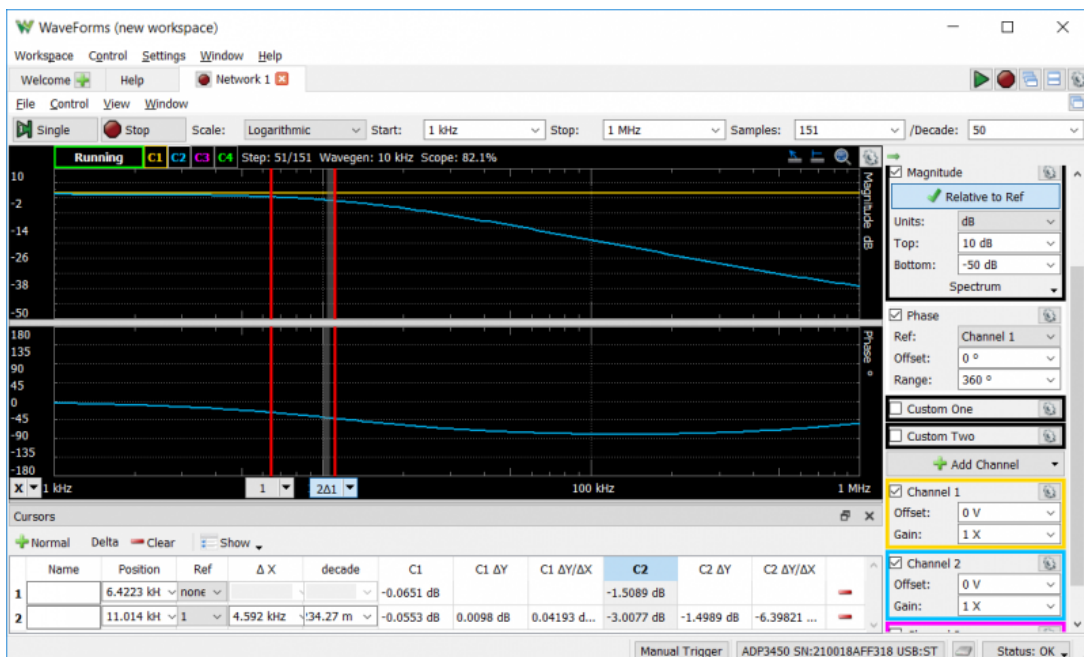 WaveForms (new workspace)
Workspace Control Settings Window Help
Welcome Help Network 1
File Control View Window
Single Stop Scale: Logarithmic Start: 1 kHz Stop: 1 MHz Samples: 151 /Decade: 50
Running C1 C2 C3 C4 Step: 51/151 Wavegen: 10 kHz Scope: 82.1%
10
-2
-14
-26
-38
-50
Magnitude dB
180
135
90
45
0
-45
-90
-135
-180
Phase °
X 1 kHz 1 2Δ1 100 kHz 1 MHz
Magnitude
Relative to Ref
Units: dB
Top: 10 dB
Bottom: -50 dB
Spectrum
Phase
Ref: Channel 1
Offset: 0 °
Range: 360 °
Custom One
Custom Two
Add Channel
Channel 1
Offset: 0 V
Gain: 1 X
Channel 2
Offset: 0 V
Gain: 1 X
Cursors
Normal Delta Clear Show
Name Position Ref Δ X decade C1 C1 ΔY C1 ΔY/ΔX C2 C2 ΔY C2 ΔY/ΔX
1 6.4223 kH none -0.0651 dB -1.5089 dB
2 11.014 kH 1 4.592 kHz 34.27 m -0.0553 dB 0.0098 dB 0.04193 d... -3.0077 dB -1.4989 dB -6.39821 ...
Manual Trigger ADP3450 SN:210018AFF318 USB:ST Status: OK